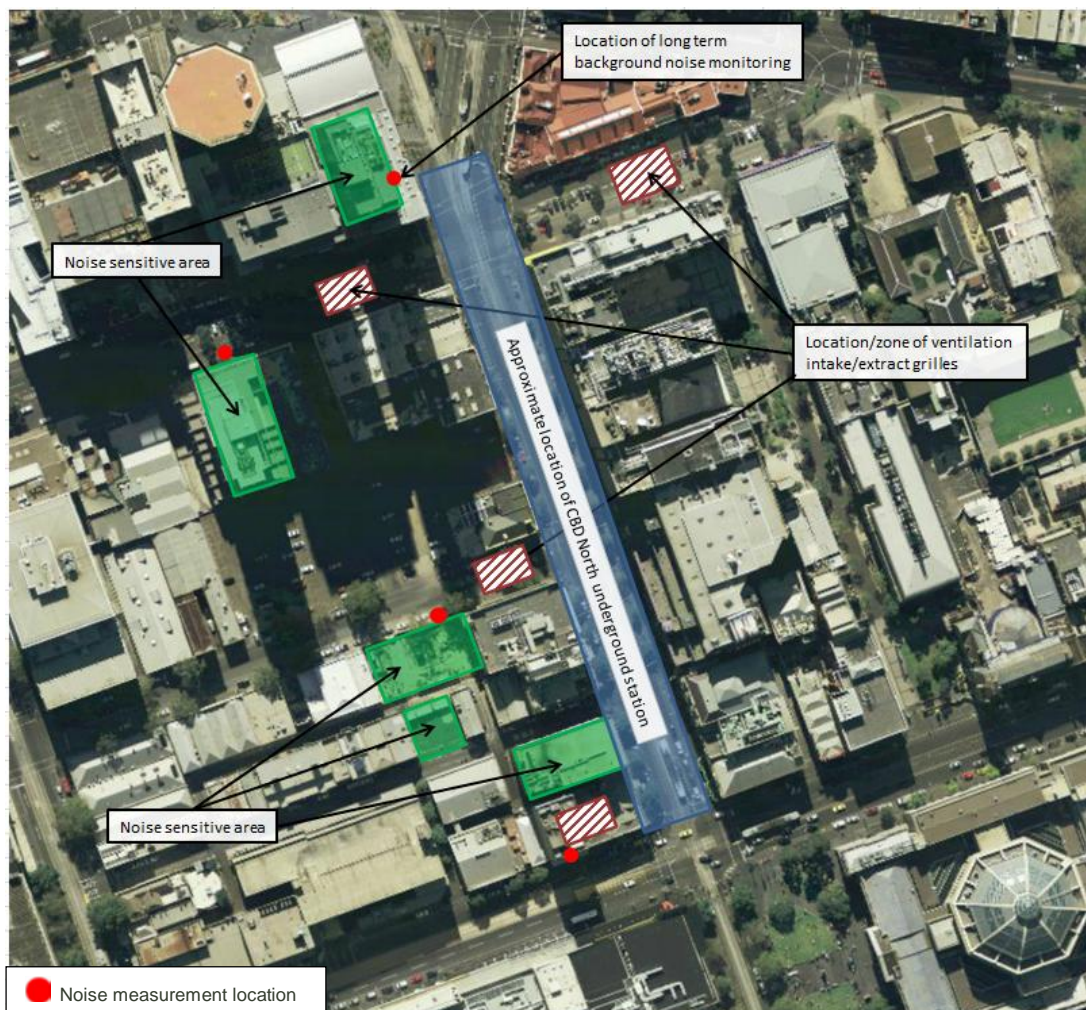 Location of long term
background noise monitoring
Noise sensitive area
Location/zone of ventilation
intake/extract grilles
Approximate location of CBD North underground station
Noise sensitive area
Noise measurement location